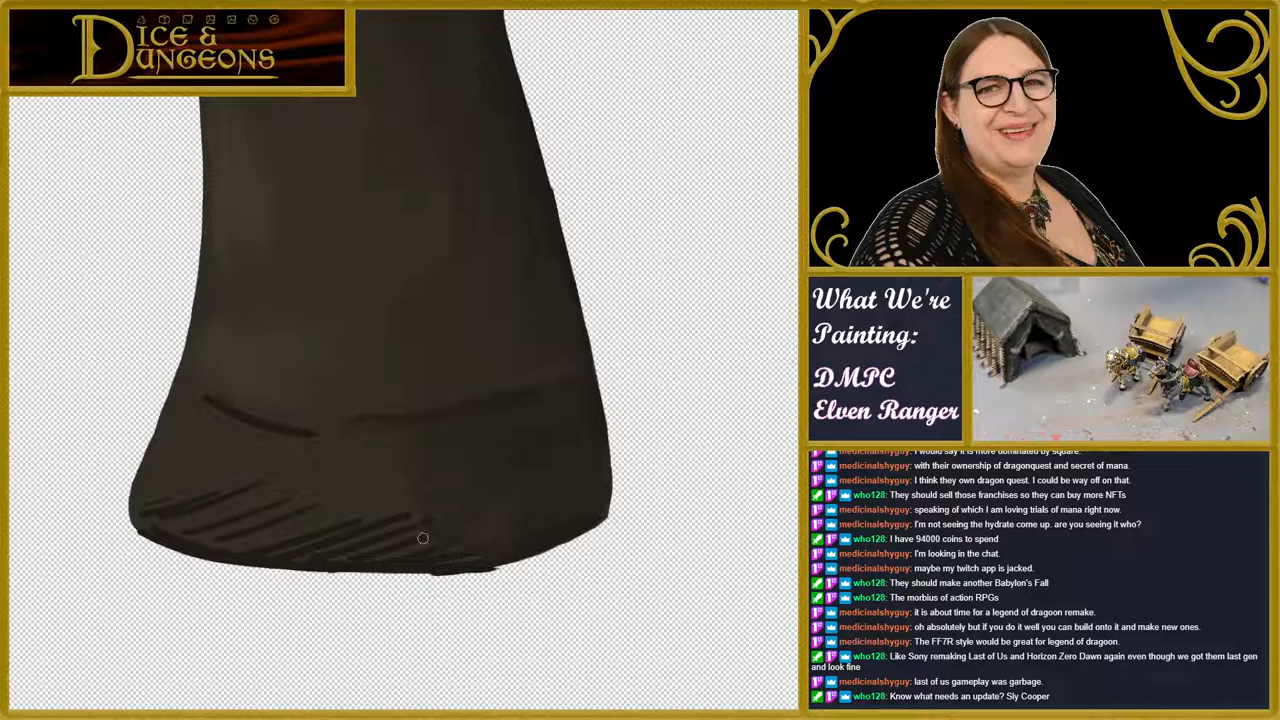 DICE &
DUNGEONS
What We're
Painting:
DMPC
Elven Ranger
medicinalshyguy: I would say it is more dominated by square.
medicinalshyguy: with their ownership of dragonquest and secret of mana.
medicinalshyguy: I think they own dragon quest. I could be way off on that.
who128: They should sell those franchises so they can buy more NFTs
medicinalshyguy: speaking of which I am loving trials of mana right now.
medicinalshyguy: I'm not seeing the hydrate come up. are you seeing it who?
who128: I have 94000 coins to spend
medicinalshyguy: I'm looking in the chat.
medicinalshyguy: maybe my twitch app is jacked.
who128: They should make another Babylon's Fall
who128: The morbius of action RPGs
medicinalshyguy: it is about time for a legend of dragoon remake.
medicinalshyguy: oh absolutely but if you do it well you can build onto it and make new ones.
medicinalshyguy: The FF7R style would be great for legend of dragoon.
who128: Like Sony remaking Last of Us and Horizon Zero Dawn again even though we got them last gen
and look fine
medicinalshyguy: last of us gameplay was garbage.
who128: Know what needs an update? Sly Cooper